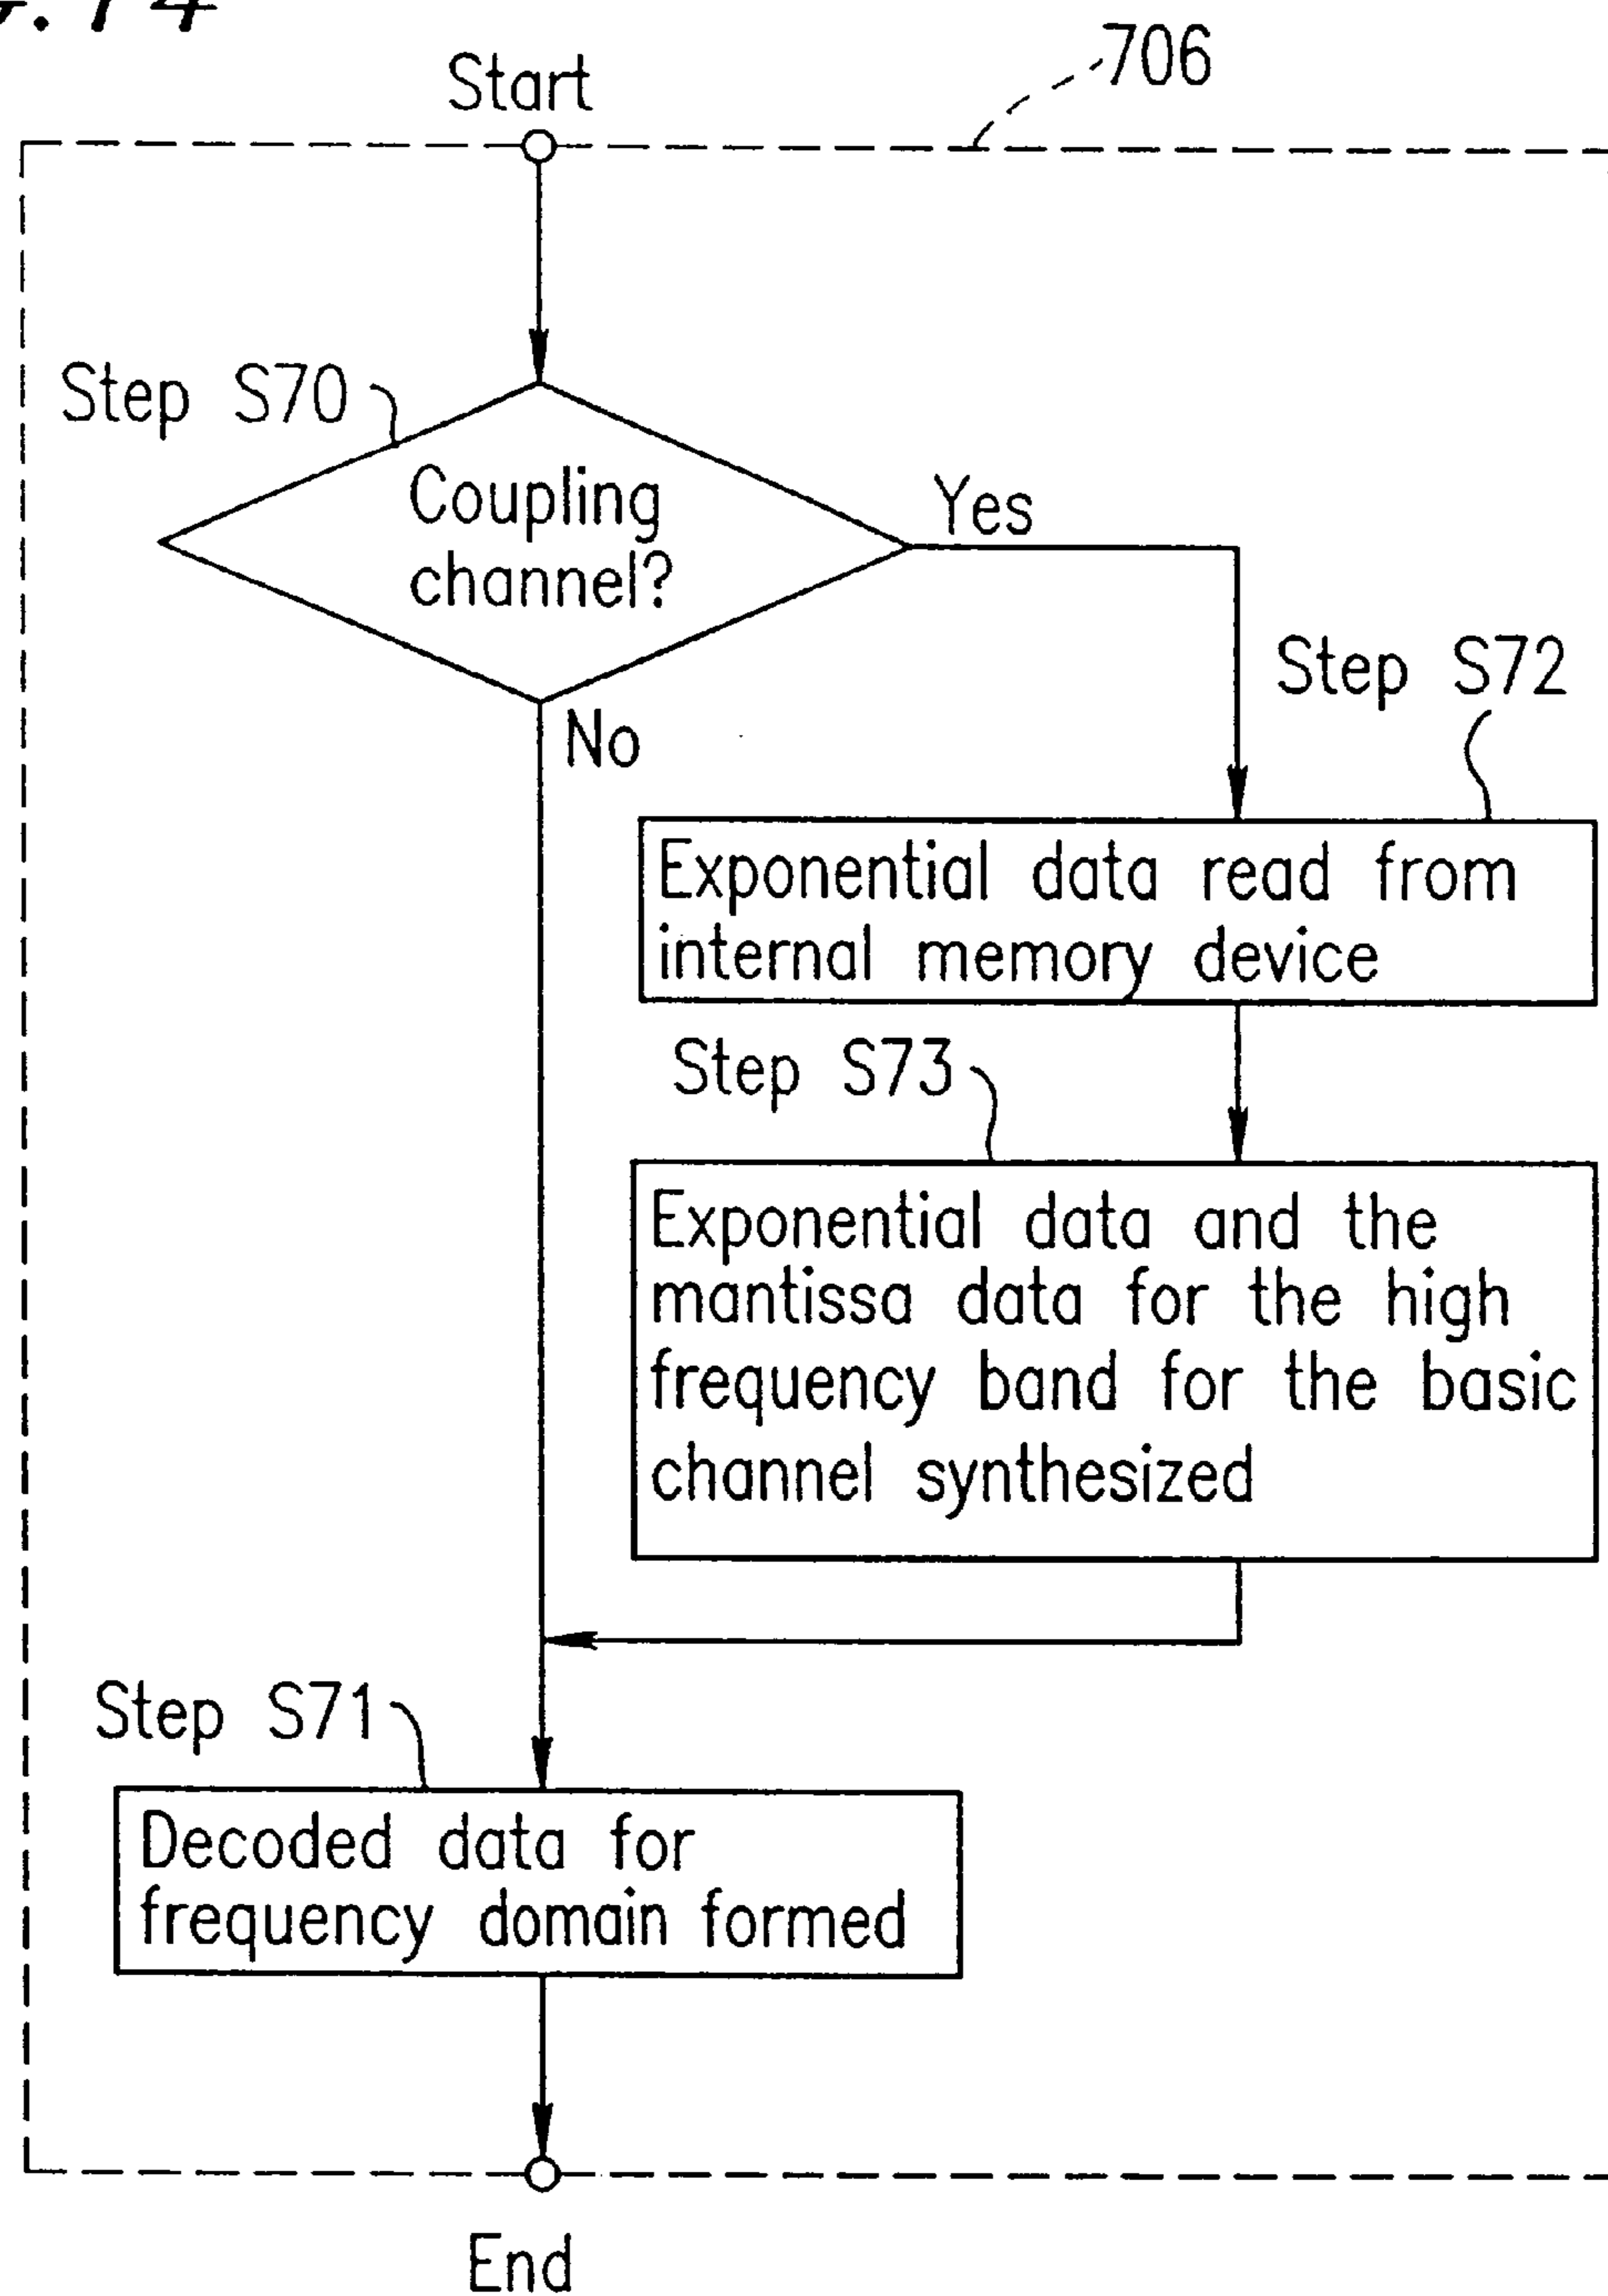 . 14
706
Start
Step S70
Coupling
channel?
Yes
No
Step S72
Exponential data read from
internal memory device
Step S73
Exponential data and the
mantissa data for the high
frequency band for the basic
channel synthesized
Step S71
Decoded data for
frequency domain formed
End